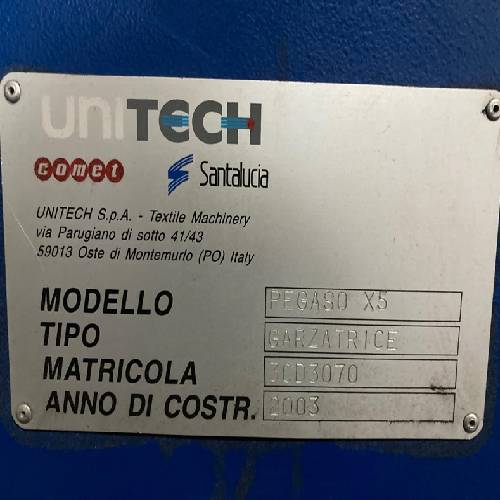 UNITECH
comet Santalucia
UNITECH S.p.A. - Textile Machinery
via Parugiano di sotto 41/43
59013 Oste di Montemurlo (PO) Italy
MODELLO PEGASO X5
TIPO GARZATRICE
MATRICOLA 3CD3070
ANNO DI COSTR. 2003